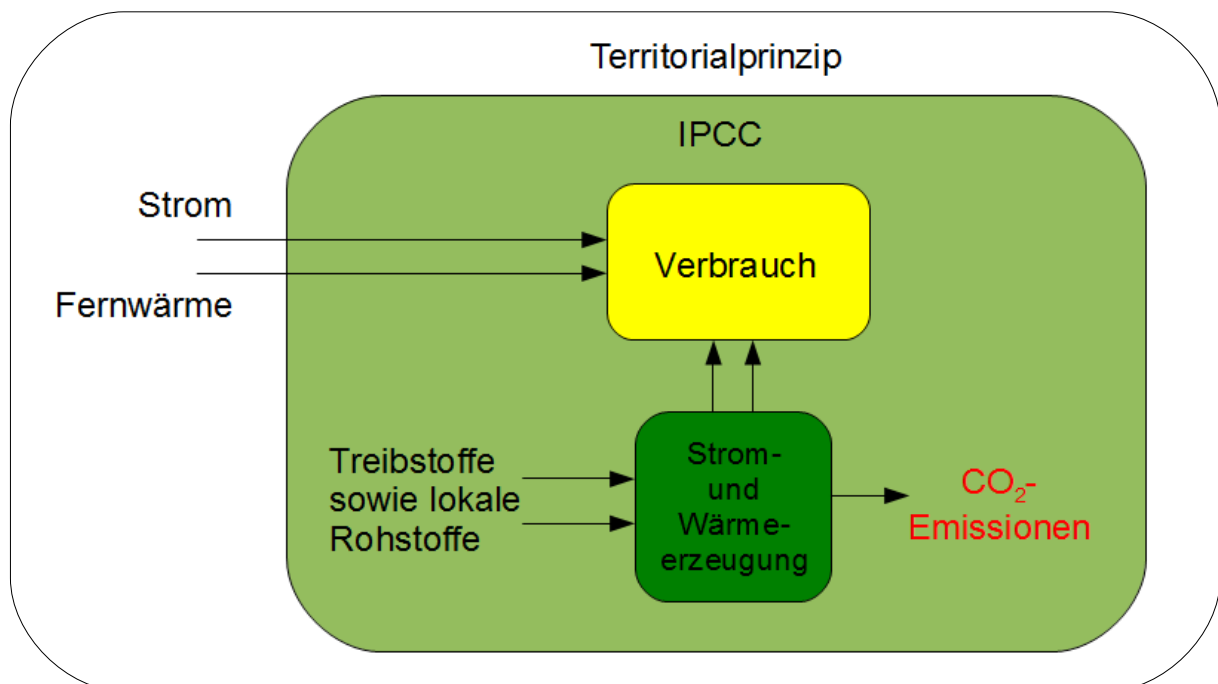 Territorialprinzip
IPCC
Strom
Fernwärme
Verbrauch
Treibstoffe
sowie lokale
Rohstoffe
Strom-
und
Wärme-
erzeugung
CO₂-
Emissionen